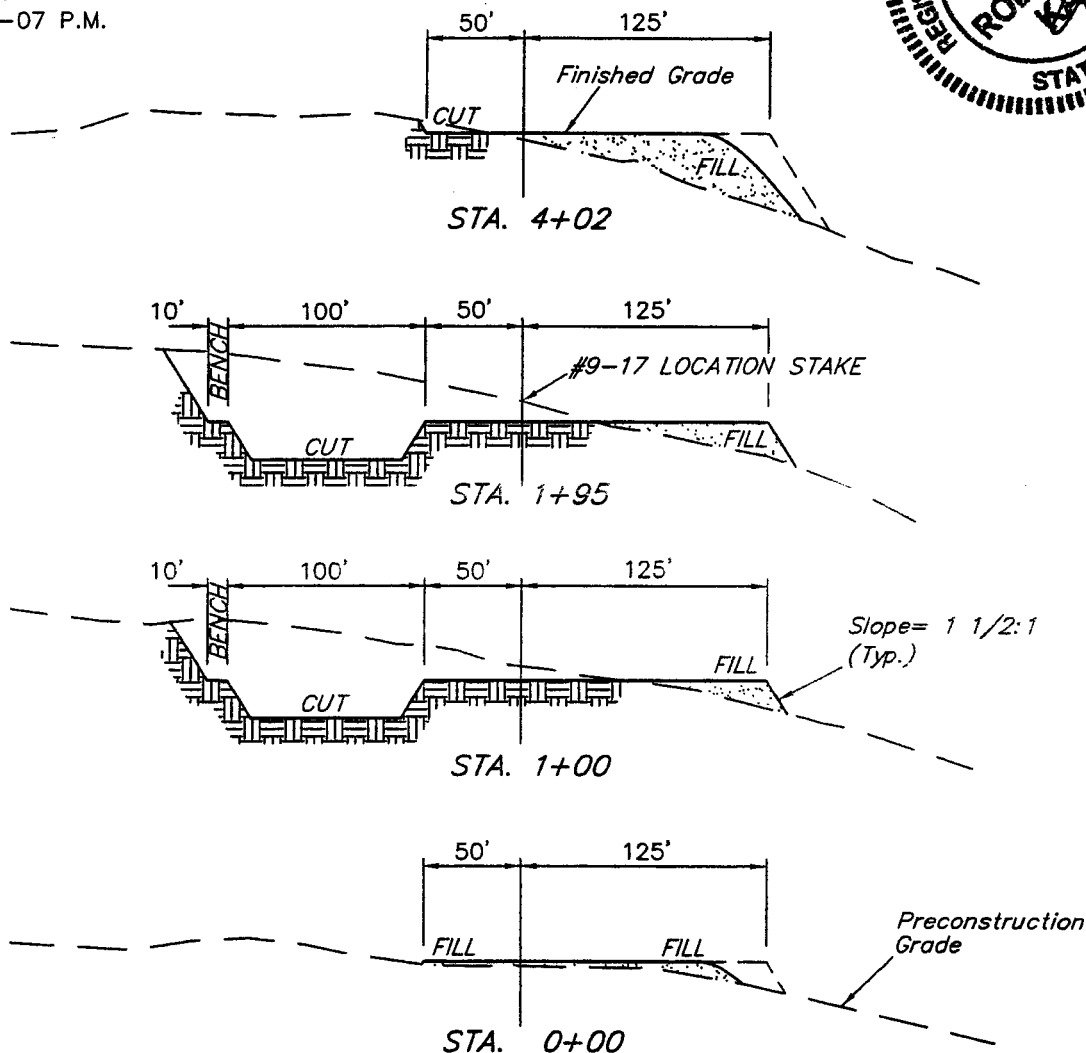 -07 P.M.
STAT
50' 125'
Finished Grade
CUT
FILL
STA. 4+02
10' 100' 50' 125'
BENCH
#9-17 LOCATION STAKE
CUT
FILL
STA. 1+95
10' 100' 50' 125'
BENCH
Slope= 1 1/2:1
(Typ.)
FILL
CUT
STA. 1+00
50' 125'
Preconstruction
Grade
FILL FILL
STA. 0+00